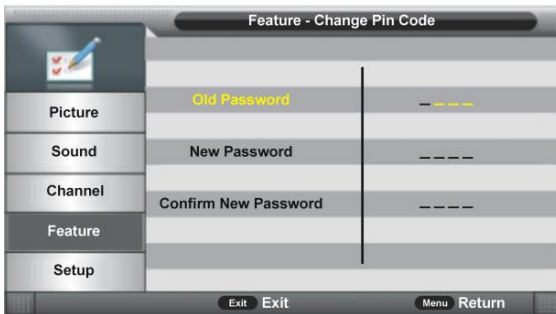 Feature - Change Pin Code
Picture
Sound
Channel
Feature
Setup
Old Password _ _ _ _
New Password _ _ _ _
Confirm New Password _ _ _ _
Exit Exit
Menu Return